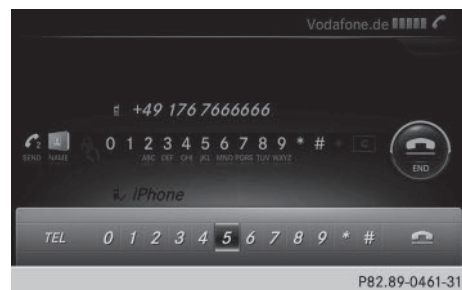 Vodafone.de
+49 176 7666666
0 1 2 3 4 5 6 7 8 9 * # + C
ABC DEF GHI JKL MNO PQRS TUV WXYZ
SEND NAME
END
iPhone
TEL 0 1 2 3 4 5 6 7 8 9 * #
P82.89-0461-31